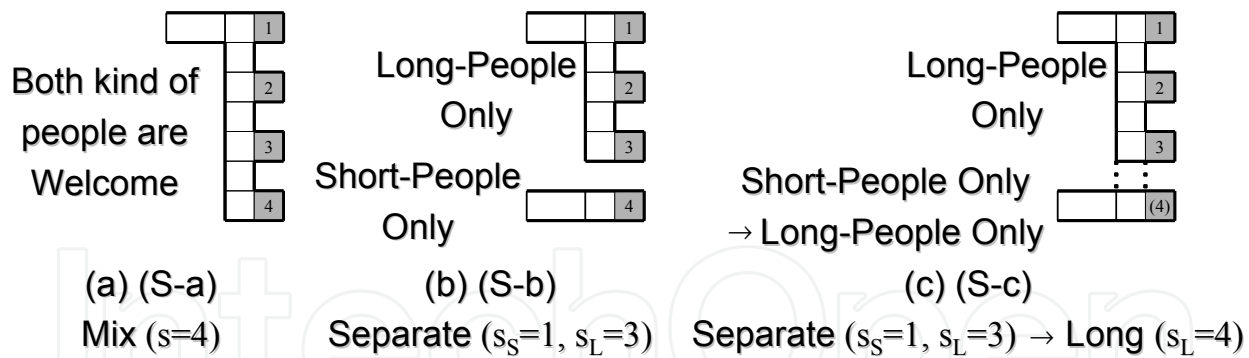 1
2
3
4
Both kind of
people are
Welcome
(a) (S-a)
Mix (s=4)
1
2
3
4
Long-People
Only
Short-People
Only
(b) (S-b)
Separate (sS=1, sL=3)
1
2
3
(4)
Long-People
Only
Short-People Only
→ Long-People Only
(c) (S-c)
Separate (sS=1, sL=3) → Long (sL=4)
IntechOpen